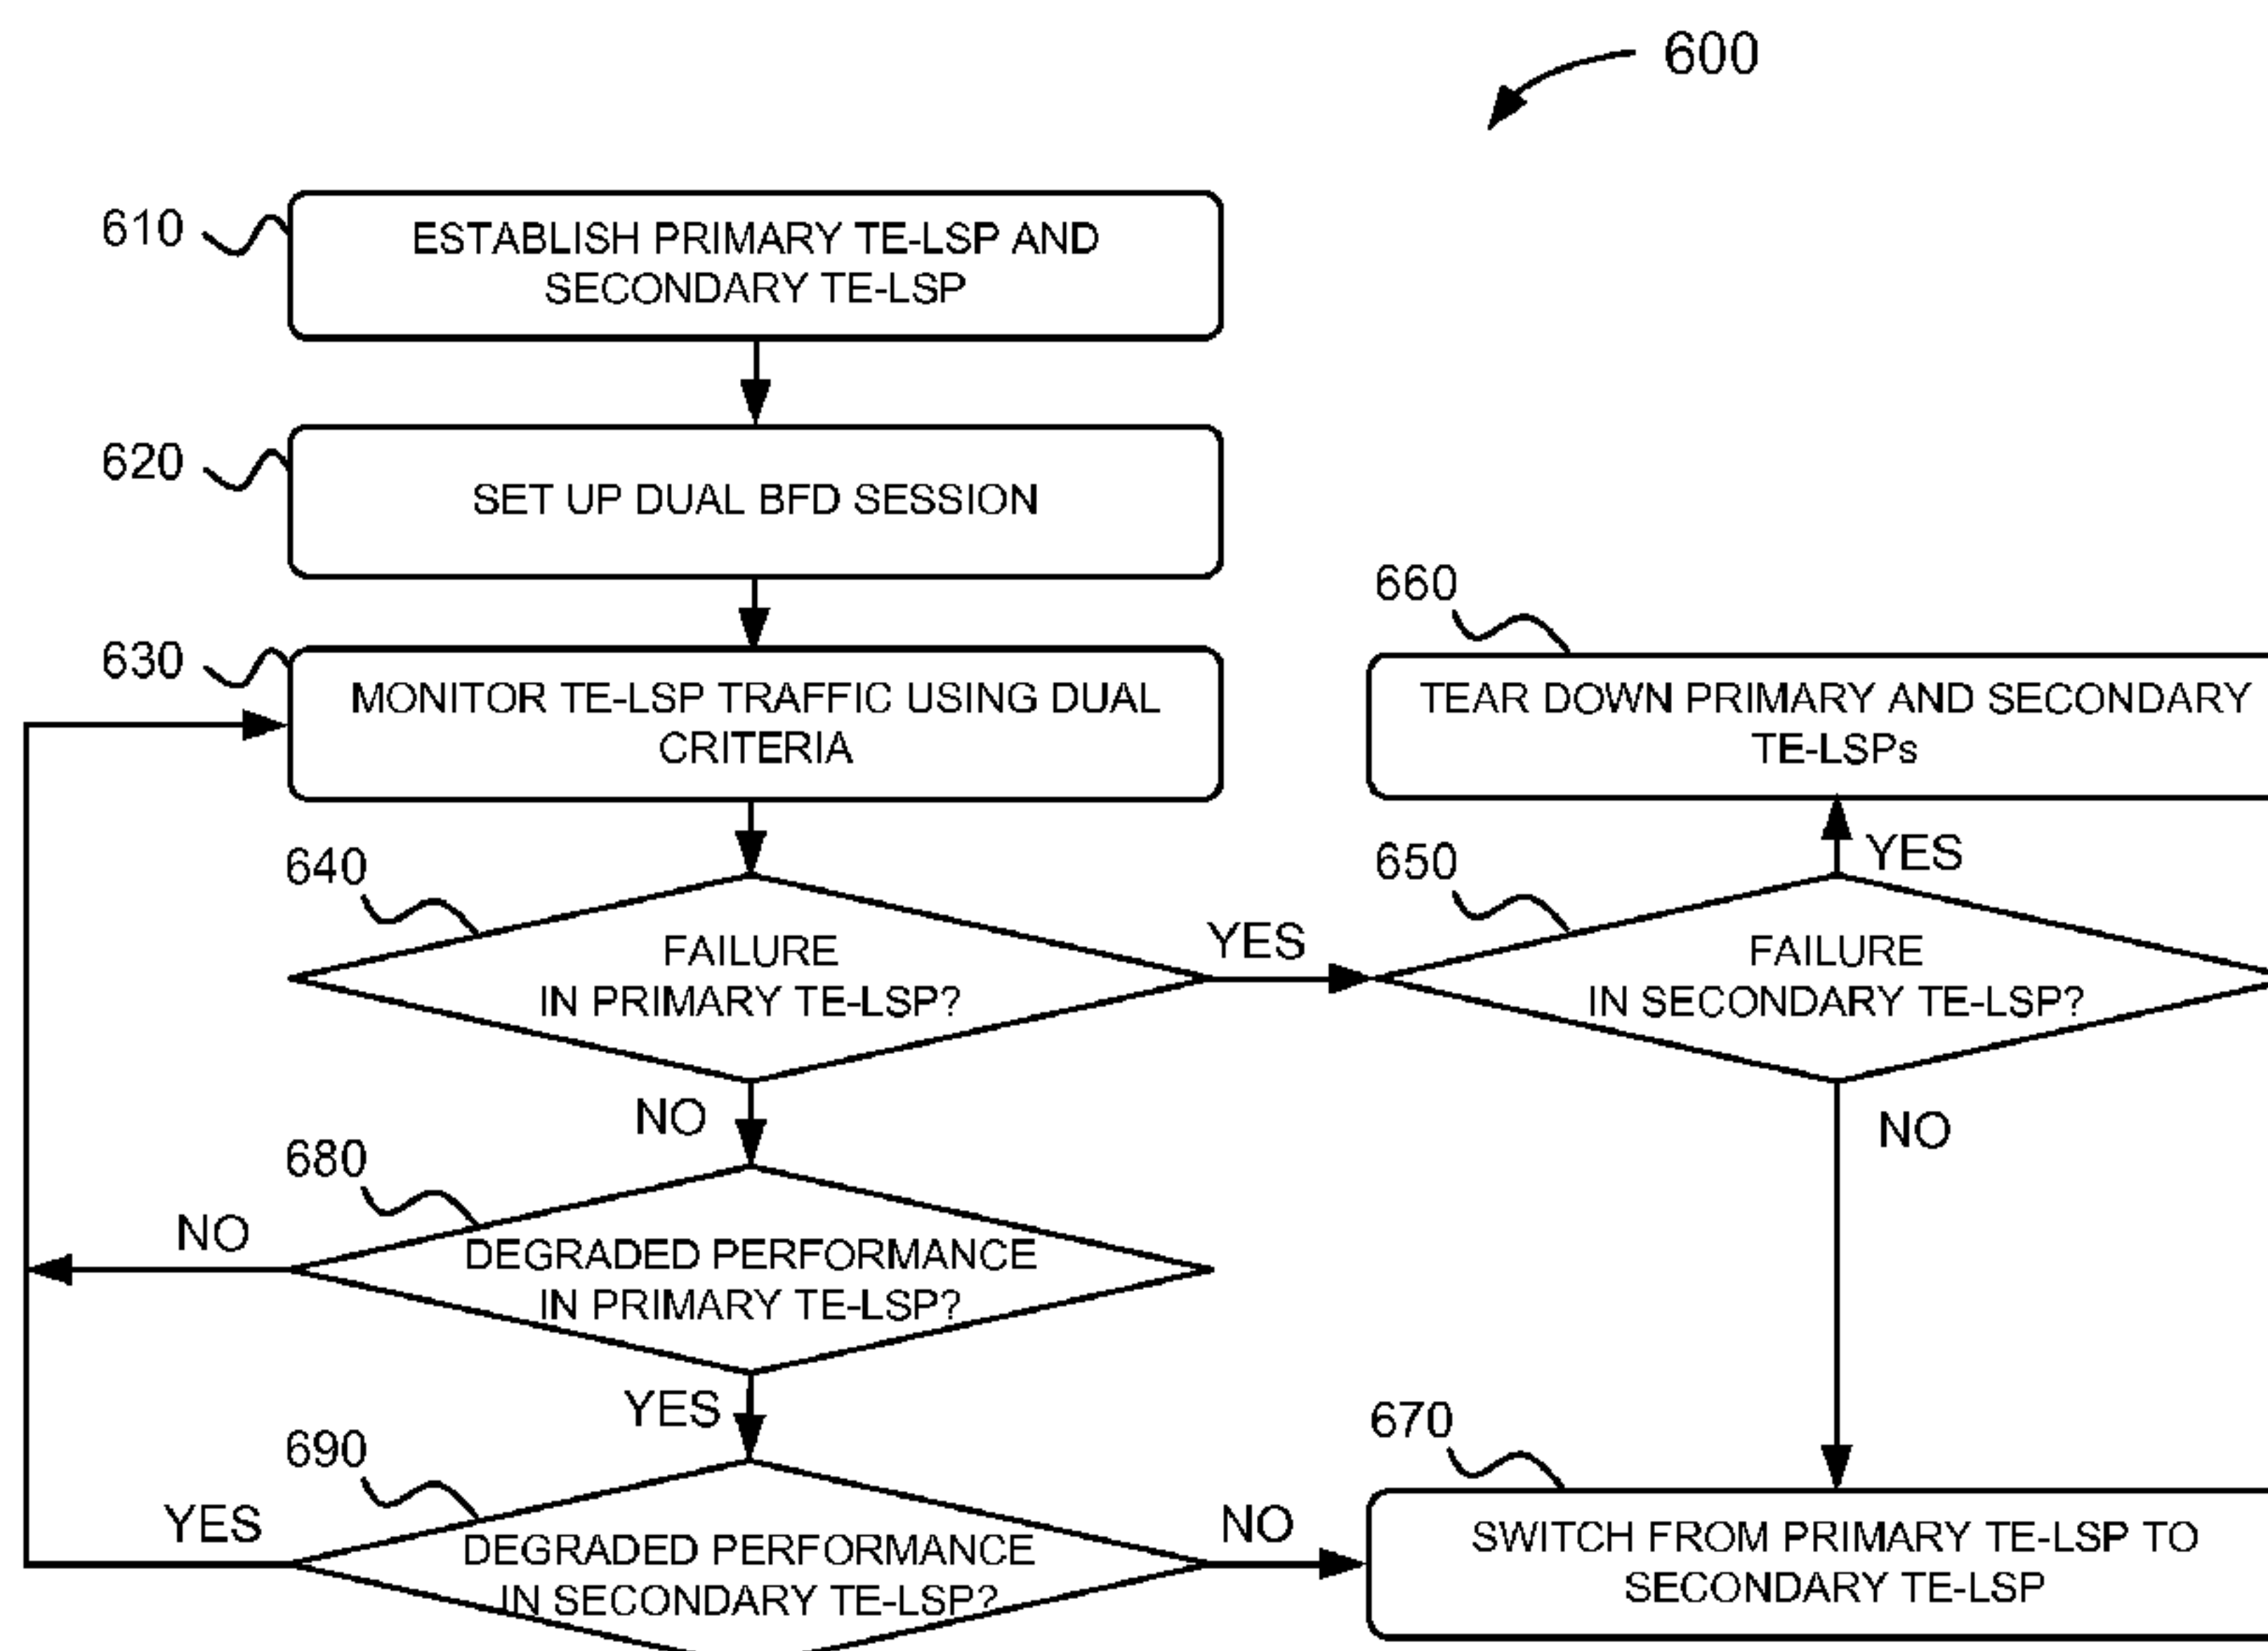 600
610
ESTABLISH PRIMARY TE-LSP AND
SECONDARY TE-LSP
620
SET UP DUAL BFD SESSION
630
MONITOR TE-LSP TRAFFIC USING DUAL
CRITERIA
660
TEAR DOWN PRIMARY AND SECONDARY
TE-LSPs
640
FAILURE
IN PRIMARY TE-LSP?
YES
650
FAILURE
IN SECONDARY TE-LSP?
YES
NO
NO
680
DEGRADED PERFORMANCE
IN PRIMARY TE-LSP?
NO
YES
690
DEGRADED PERFORMANCE
IN SECONDARY TE-LSP?
YES
NO
670
SWITCH FROM PRIMARY TE-LSP TO
SECONDARY TE-LSP